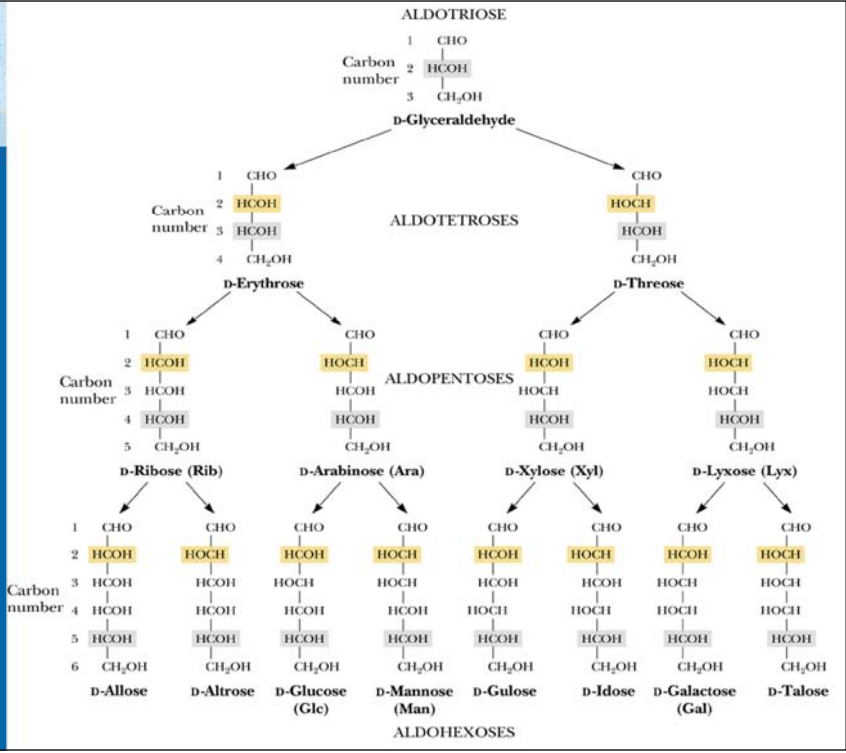 ALDOTRIOSE
1 CHO
Carbon number 2 HCOH
3 CH₂OH
D-Glyceraldehyde
1 CHO CHO
2 HCOH HOCH
Carbon number 3 HCOH ALDOTETROSES HCOH
4 CH₂OH CH₂OH
D-Erythrose D-Threose
1 CHO CHO CHO CHO
2 HCOH HOCH HCOH HOCH
Carbon number 3 HCOH HCOH ALDOPENTOSES HOCH HOCH
4 HCOH HCOH HCOH HCOH
5 CH₂OH CH₂OH CH₂OH CH₂OH
D-Ribose (Rib) D-Arabinose (Ara) D-Xylose (Xyl) D-Lyxose (Lyx)
1 CHO CHO CHO CHO CHO CHO CHO CHO
2 HCOH HOCH HCOH HOCH HCOH HOCH HCOH HOCH
Carbon number 3 HCOH HCOH HOCH HOCH HCOH HCOH HOCH HOCH
4 HCOH HCOH HCOH HCOH HOCH HOCH HOCH HOCH
5 HCOH HCOH HCOH HCOH HCOH HCOH HCOH HCOH
6 CH₂OH CH₂OH CH₂OH CH₂OH CH₂OH CH₂OH CH₂OH CH₂OH
D-Allose D-Altrose D-Glucose D-Mannose D-Gulose D-Idose D-Galactose D-Talose
(Glc) (Man) (Gal)
ALDOHEXOSES